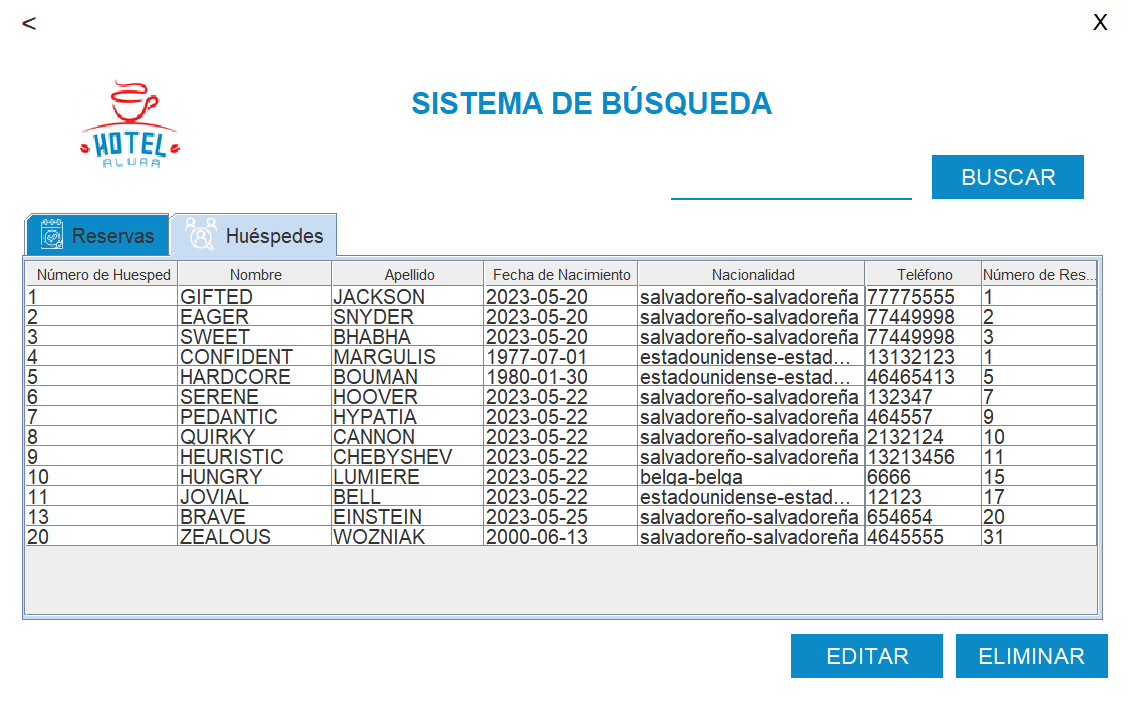 <
X
HOTEL
ALURA
SISTEMA DE BÚSQUEDA
BUSCAR
Reservas Huéspedes
Número de Huesped Nombre Apellido Fecha de Nacimiento Nacionalidad Teléfono Número de Res...
1 GIFTED JACKSON 2023-05-20 salvadoreño-salvadoreña 77775555 1
2 EAGER SNYDER 2023-05-20 salvadoreño-salvadoreña 77449998 2
3 SWEET BHABHA 2023-05-20 salvadoreño-salvadoreña 77449998 3
4 CONFIDENT MARGULIS 1977-07-01 estadounidense-estad... 13132123 1
5 HARDCORE BOUMAN 1980-01-30 estadounidense-estad... 46465413 5
6 SERENE HOOVER 2023-05-22 salvadoreño-salvadoreña 132347 7
7 PEDANTIC HYPATIA 2023-05-22 salvadoreño-salvadoreña 464557 9
8 QUIRKY CANNON 2023-05-22 salvadoreño-salvadoreña 2132124 10
9 HEURISTIC CHEBYSHEV 2023-05-22 salvadoreño-salvadoreña 13213456 11
10 HUNGRY LUMIERE 2023-05-22 belga-belga 6666 15
11 JOVIAL BELL 2023-05-22 estadounidense-estad... 12123 17
13 BRAVE EINSTEIN 2023-05-25 salvadoreño-salvadoreña 654654 20
20 ZEALOUS WOZNIAK 2000-06-13 salvadoreño-salvadoreña 4645555 31
EDITAR ELIMINAR